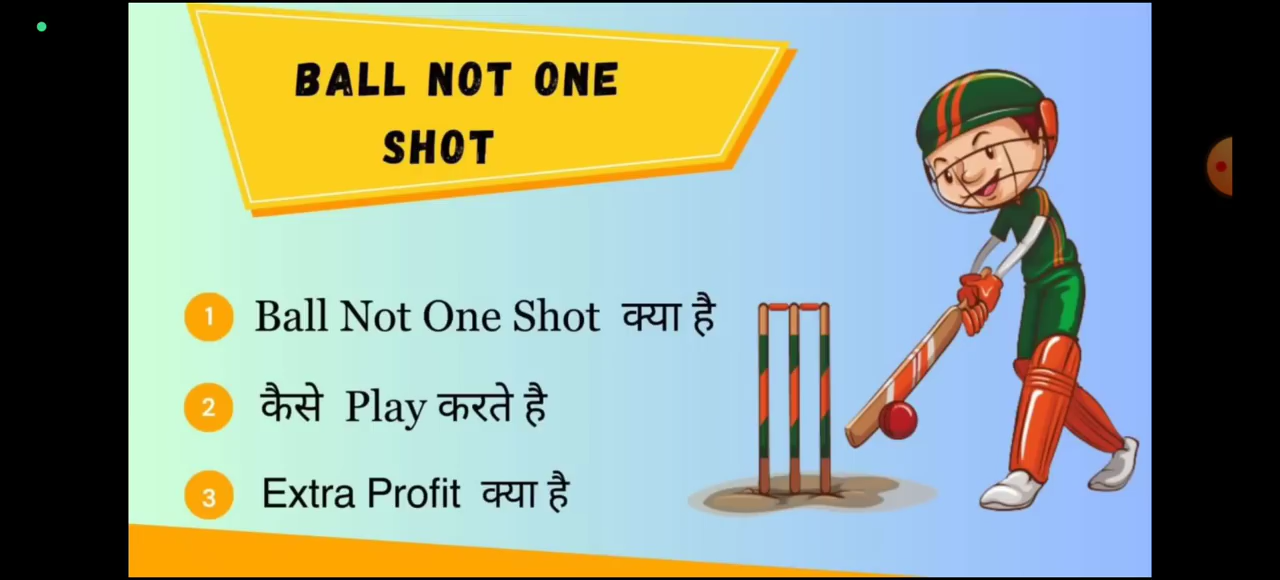 BALL NOT ONE
SHOT
1 Ball Not One Shot क्या है
2 कैसे Play करते है
3 Extra Profit क्या है